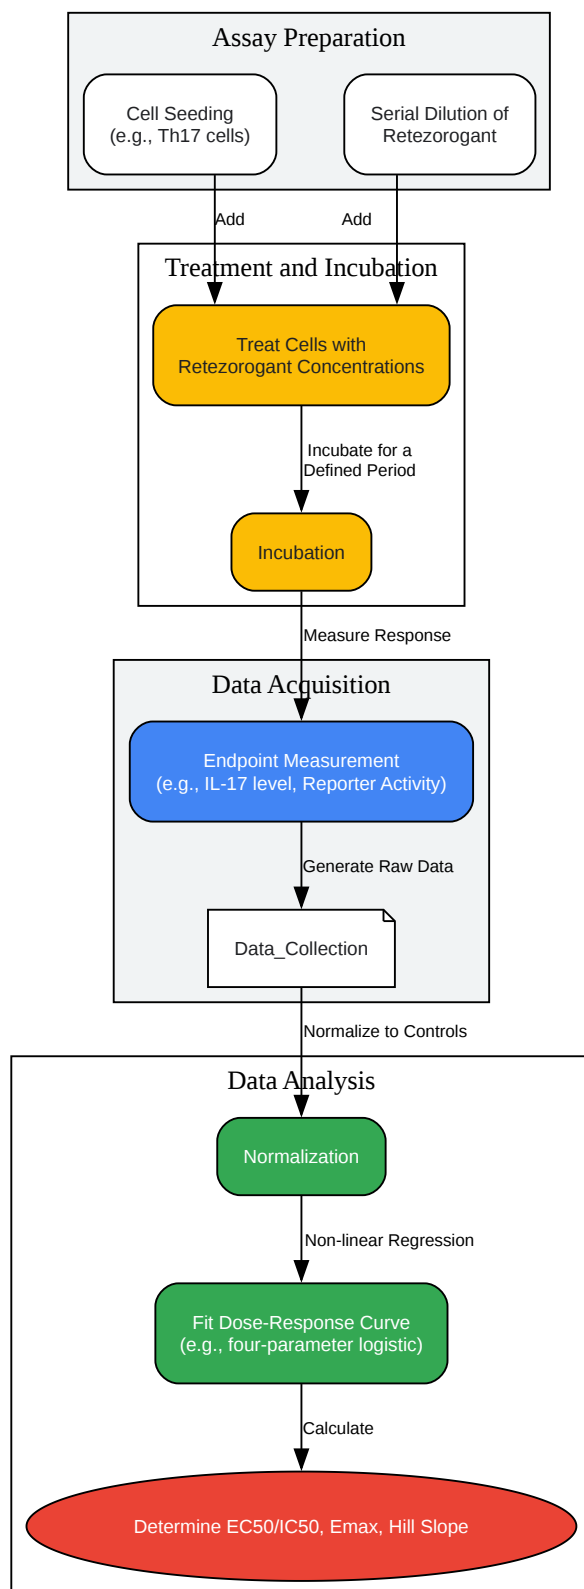 Assay Preparation
Cell Seeding
(e.g., Th17 cells)
Serial Dilution of
Retezorogant
Add
Add
Treatment and Incubation
Treat Cells with
Retezorogant Concentrations
Incubate for a
Defined Period
Incubation
Measure Response
Data Acquisition
Endpoint Measurement
(e.g., IL-17 level, Reporter Activity)
Generate Raw Data
Data_Collection
Normalize to Controls
Data Analysis
Normalization
Non-linear Regression
Fit Dose-Response Curve
(e.g., four-parameter logistic)
Calculate
Determine EC50/IC50, Emax, Hill Slope